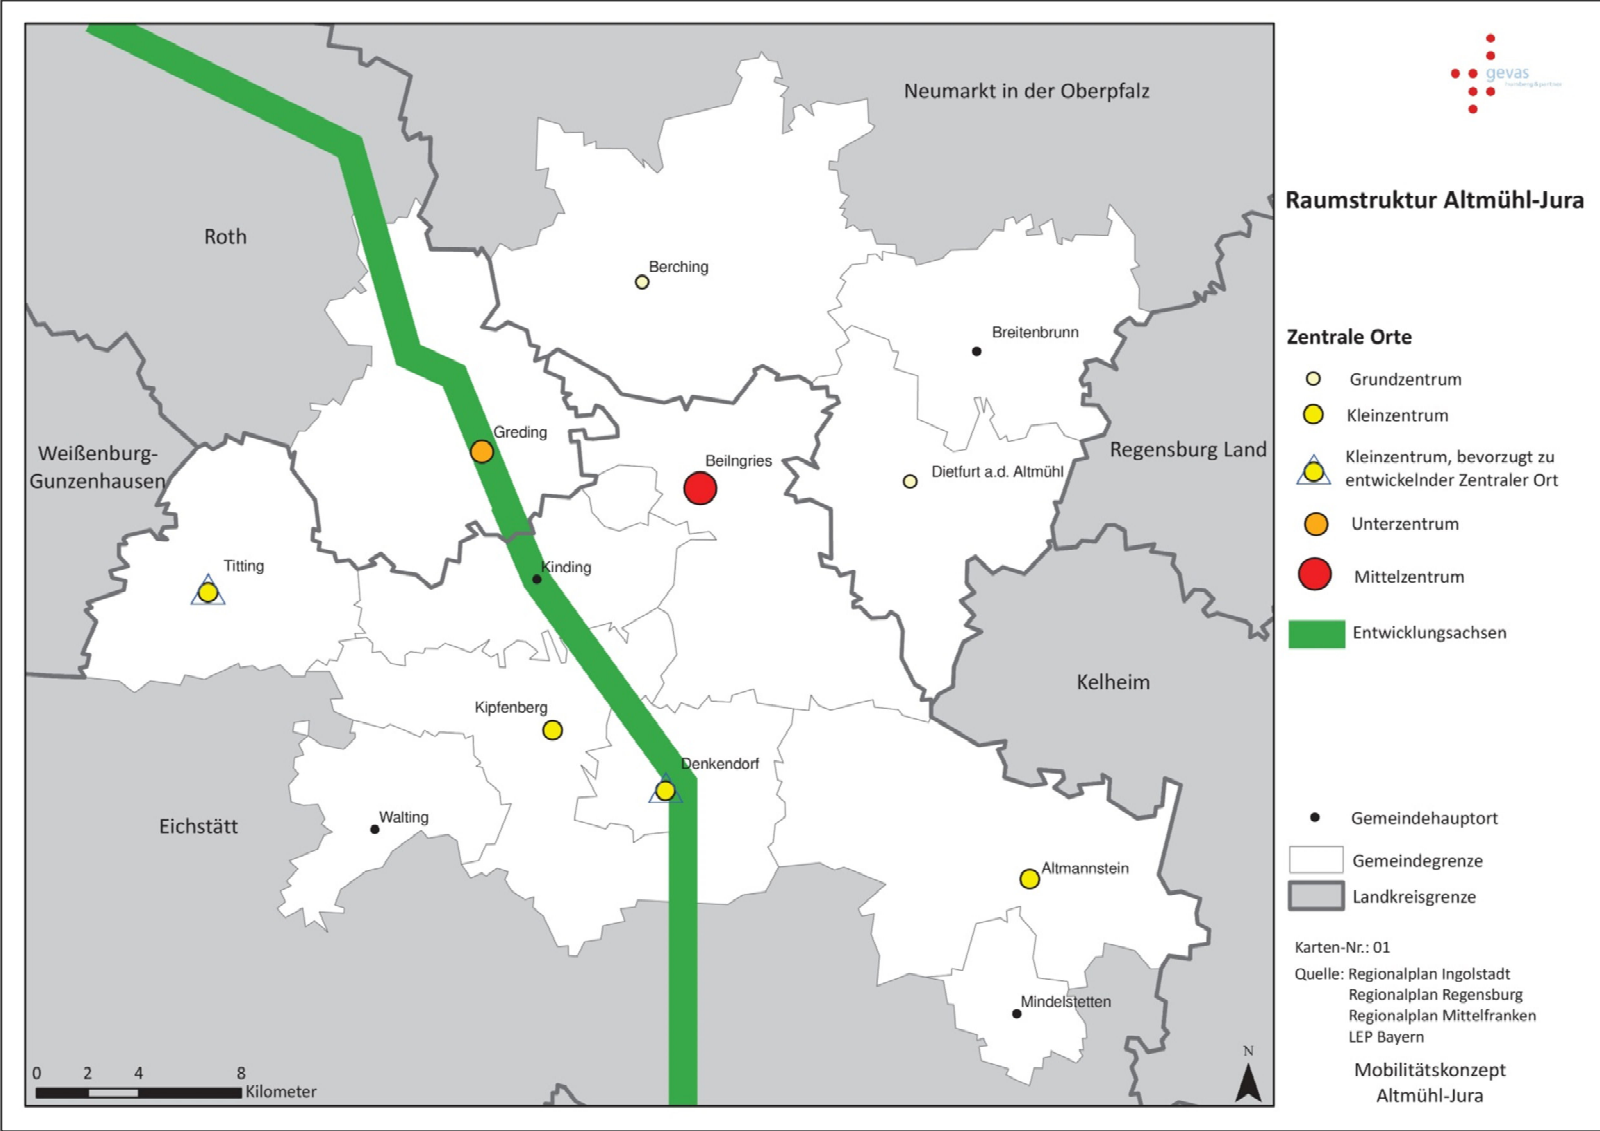 Neumarkt in der Oberpfalz
Roth
Berching
Breitenbrunn
Greding
Weißenburg-
Gunzenhausen
Beilngries
Dietfurt a.d. Altmühl
Regensburg Land
Titting
Kinding
Kelheim
Kipfenberg
Denkendorf
Eichstätt
Walting
Altmannstein
Mindelstetten
0 2 4 8
Kilometer
N
gevas
Raumstruktur Altmühl-Jura
Zentrale Orte
Grundzentrum
Kleinzentrum
Kleinzentrum, bevorzugt zu
entwickelnder Zentraler Ort
Unterzentrum
Mittelzentrum
Entwicklungsachsen
Gemeindehauptort
Gemeindegrenze
Landkreisgrenze
Karten-Nr.: 01
Quelle: Regionalplan Ingolstadt
Regionalplan Regensburg
Regionalplan Mittelfranken
LEP Bayern
Mobilitätskonzept
Altmühl-Jura